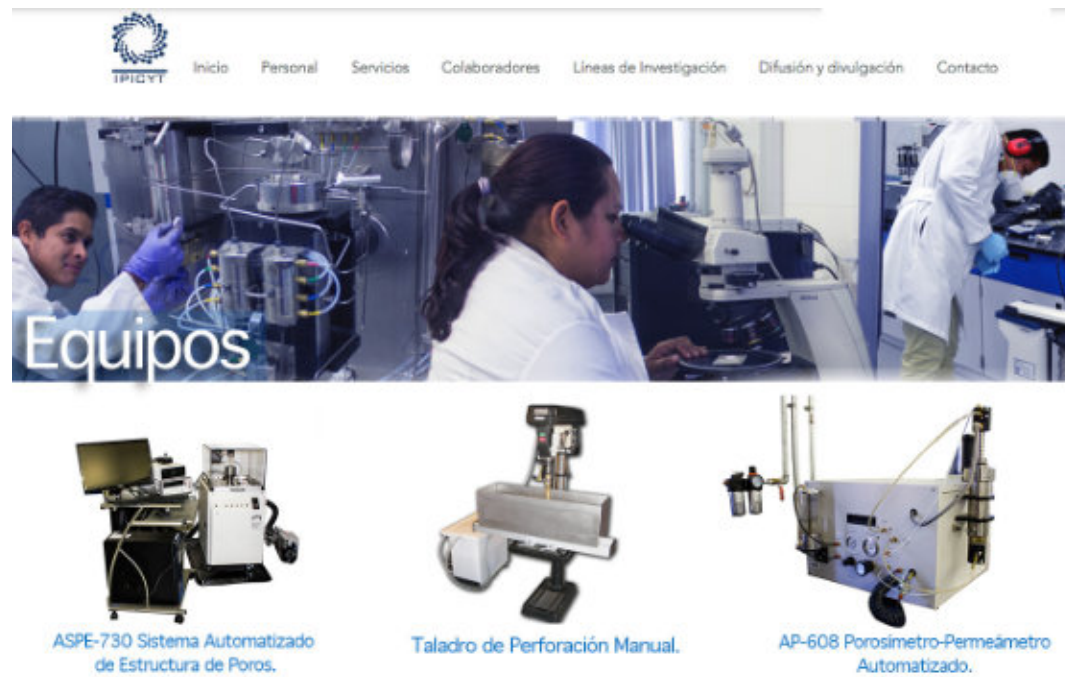 IPICYT
Inicio Personal Servicios Colaboradores Líneas de Investigación Difusión y divulgación Contacto
Equipos
ASPE-730 Sistema Automatizado
de Estructura de Poros.
Taladro de Perforación Manual.
AP-608 Porosímetro-Permeámetro
Automatizado.